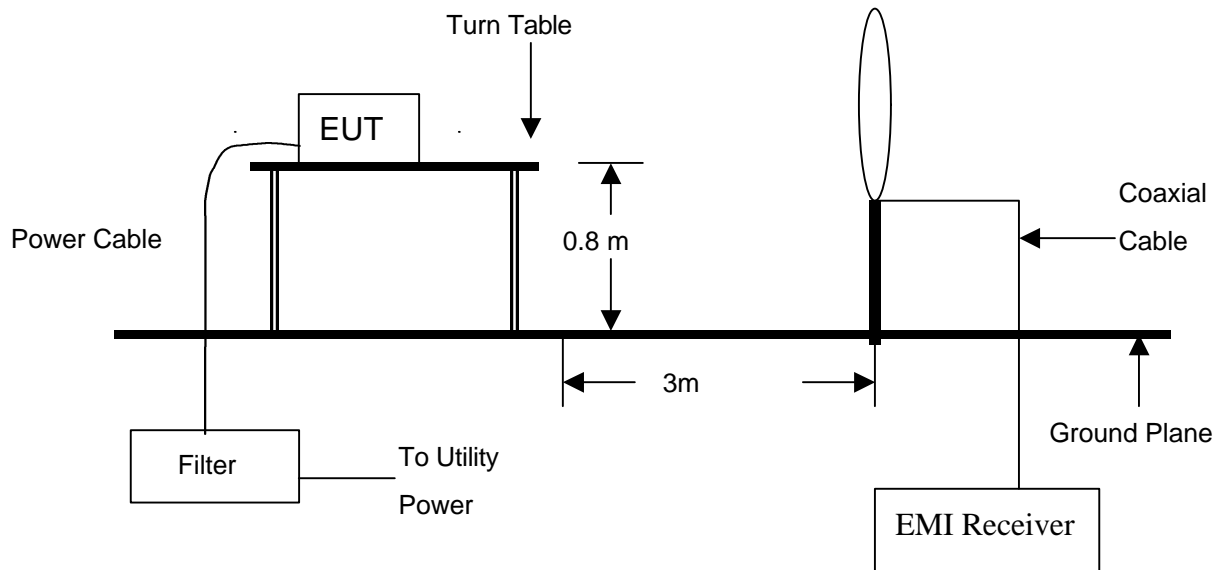 Turn Table
EUT
Power Cable
0.8 m
Coaxial
Cable
3m
Ground Plane
Filter
To Utility
Power
EMI Receiver